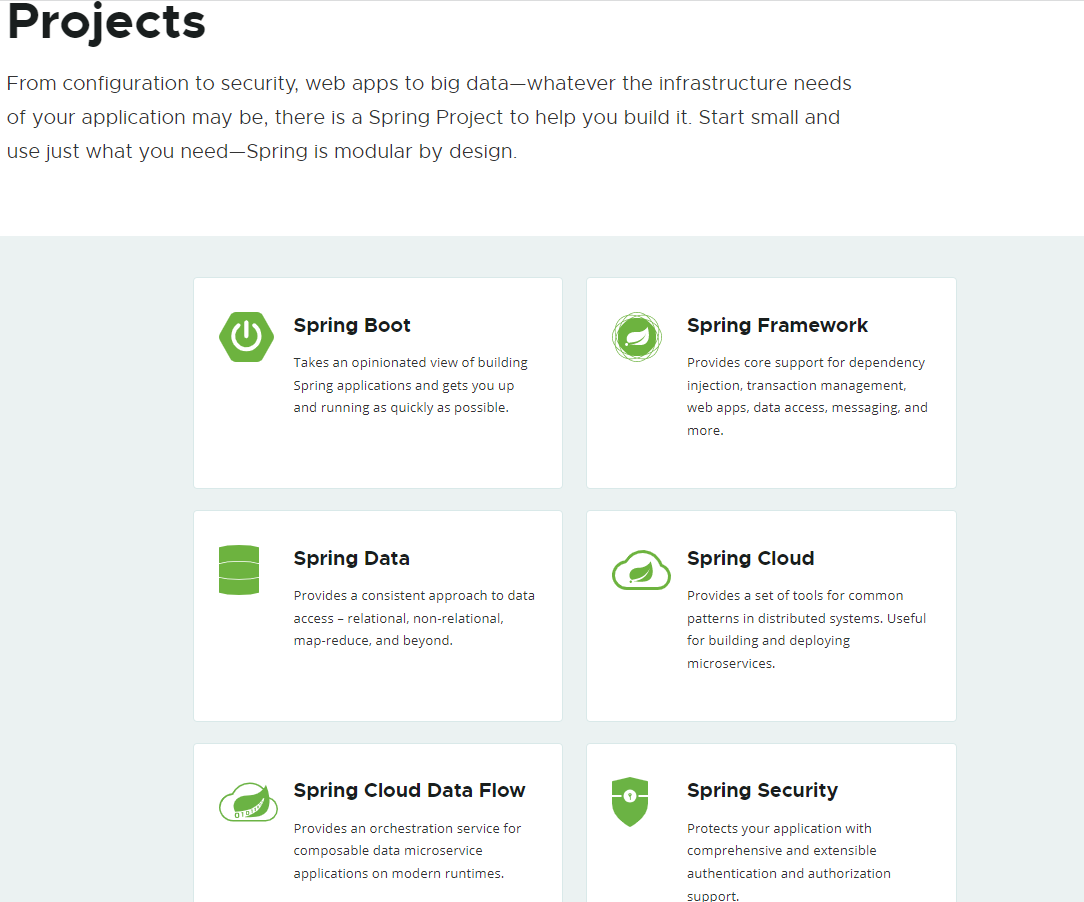 Projects
From configuration to security, web apps to big data—whatever the infrastructure needs
of your application may be, there is a Spring Project to help you build it. Start small and
use just what you need—Spring is modular by design.
Spring Boot
Takes an opinionated view of building
Spring applications and gets you up
and running as quickly as possible.
Spring Framework
Provides core support for dependency
injection, transaction management,
web apps, data access, messaging, and
more.
Spring Data
Provides a consistent approach to data
access – relational, non-relational,
map-reduce, and beyond.
Spring Cloud
Provides a set of tools for common
patterns in distributed systems. Useful
for building and deploying
microservices.
Spring Cloud Data Flow
Provides an orchestration service for
composable data microservice
applications on modern runtimes.
Spring Security
Protects your application with
comprehensive and extensible
authentication and authorization
support.